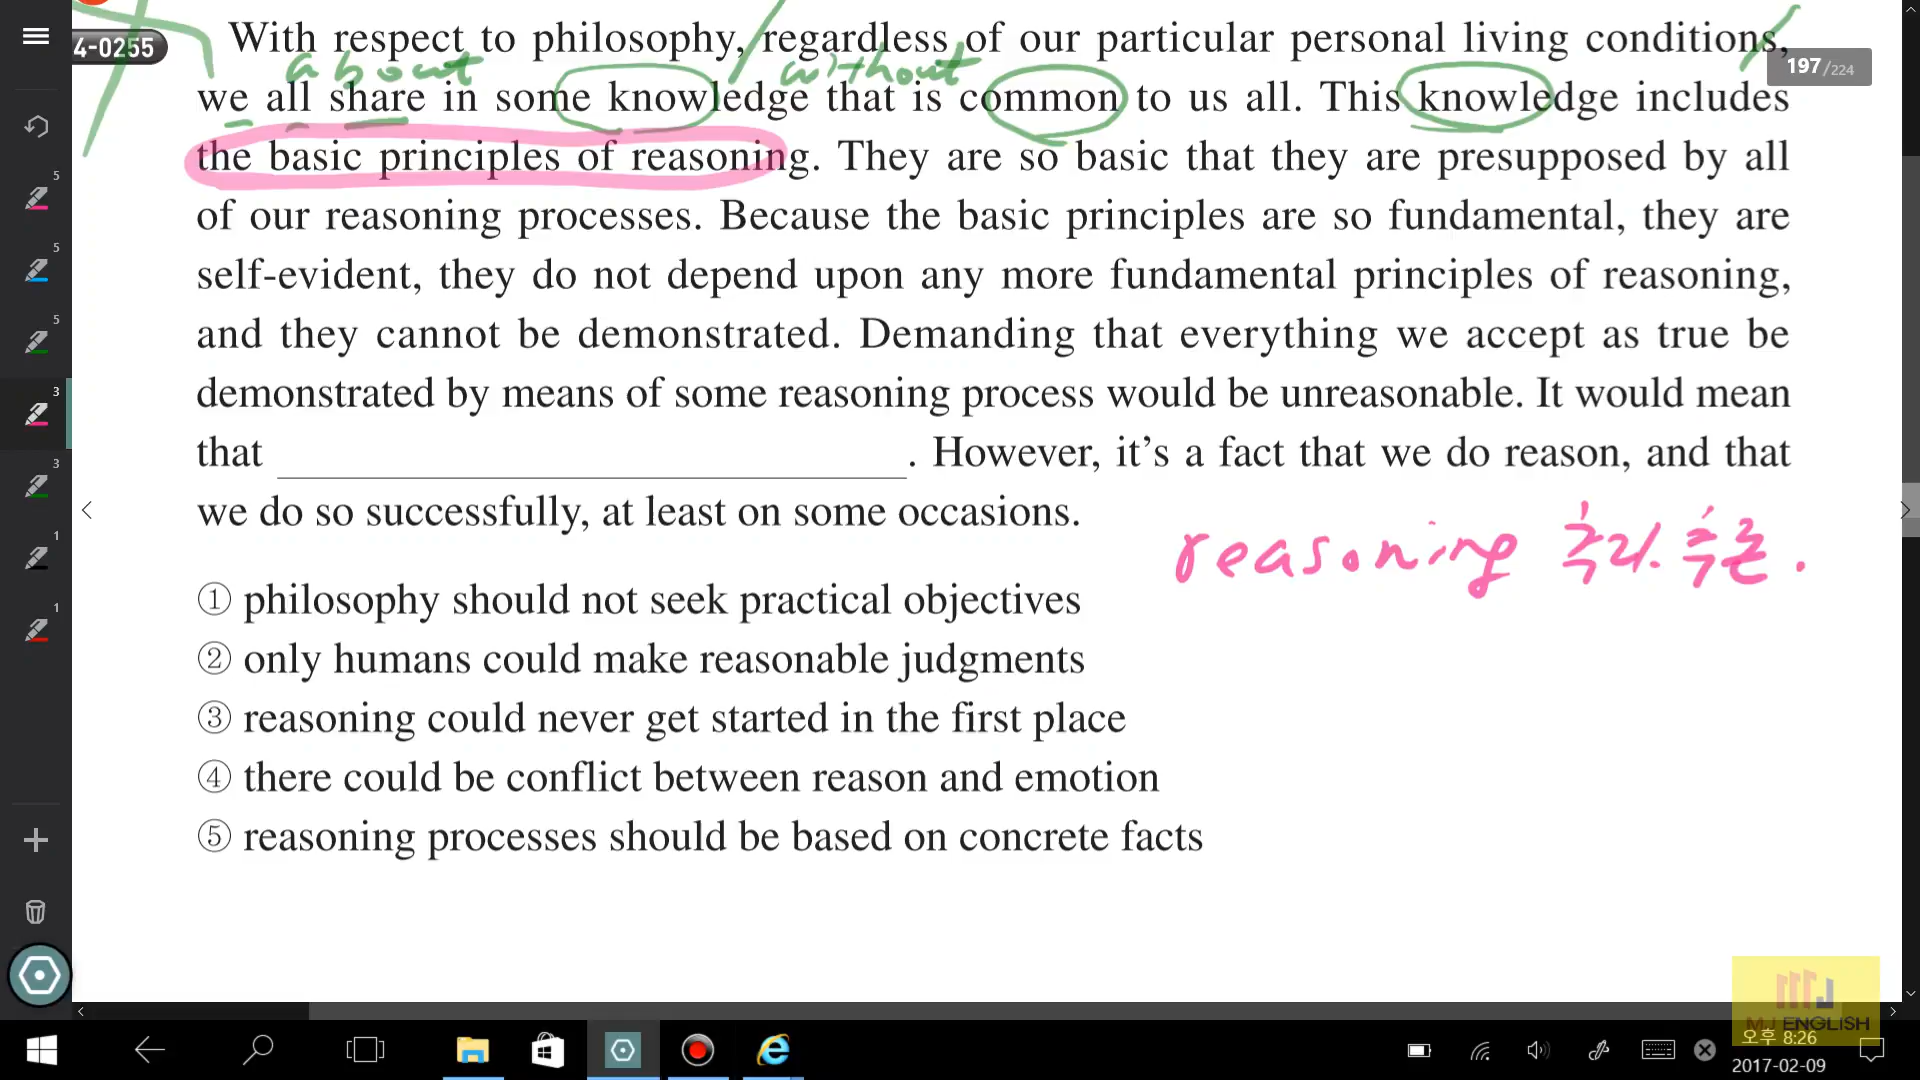 4-0255
With respect to philosophy, regardless of our particular personal living conditions,
197/224
about without
we all share in some knowledge that is common to us all. This knowledge includes
the basic principles of reasoning. They are so basic that they are presupposed by all
of our reasoning processes. Because the basic principles are so fundamental, they are
self-evident, they do not depend upon any more fundamental principles of reasoning,
and they cannot be demonstrated. Demanding that everything we accept as true be
demonstrated by means of some reasoning process would be unreasonable. It would mean
that ____________________. However, it's a fact that we do reason, and that
we do so successfully, at least on some occasions.
reasoning 추리. 추론.
① philosophy should not seek practical objectives
② only humans could make reasonable judgments
③ reasoning could never get started in the first place
④ there could be conflict between reason and emotion
⑤ reasoning processes should be based on concrete facts
5
5
5
3
3
1
1
MJ ENGLISH
오후 8:26
2017-02-09